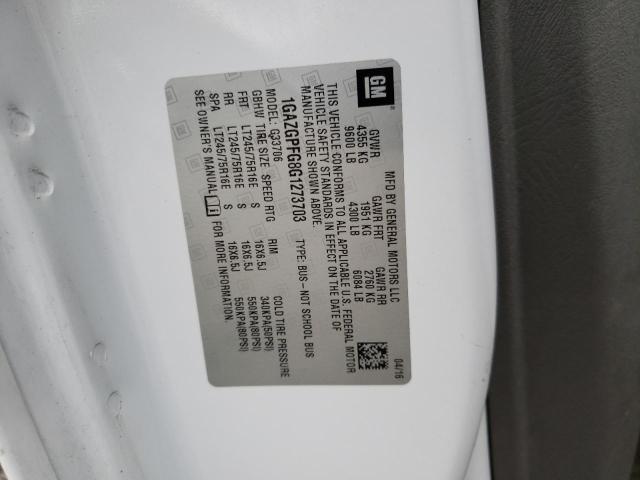 GM
MFD BY GENERAL MOTORS LLC 04/16
GVWR GAWR FRT GAWR RR
4355 KG 1951 KG 2760 KG
9600 LB 4300 LB 6084 LB
THIS VEHICLE CONFORMS TO ALL APPLICABLE U.S. FEDERAL MOTOR
VEHICLE SAFETY STANDARDS IN EFFECT ON THE DATE OF
MANUFACTURE SHOWN ABOVE.
1GAZGPFG8G1273703 TYPE: BUS-NOT SCHOOL BUS
MODEL: G33706
GBHW TIRE SIZE SPEED RTG RIM COLD TIRE PRESSURE
FRT LT245/75R16E S 16X6.5J 340KPA(50PSI)
RR LT245/75R16E S 16X6.5J 550KPA(80PSI)
SPA LT245/75R16E S 16X6.5J 550KPA(80PSI)
SEE OWNER'S MANUAL FOR MORE INFORMATION.